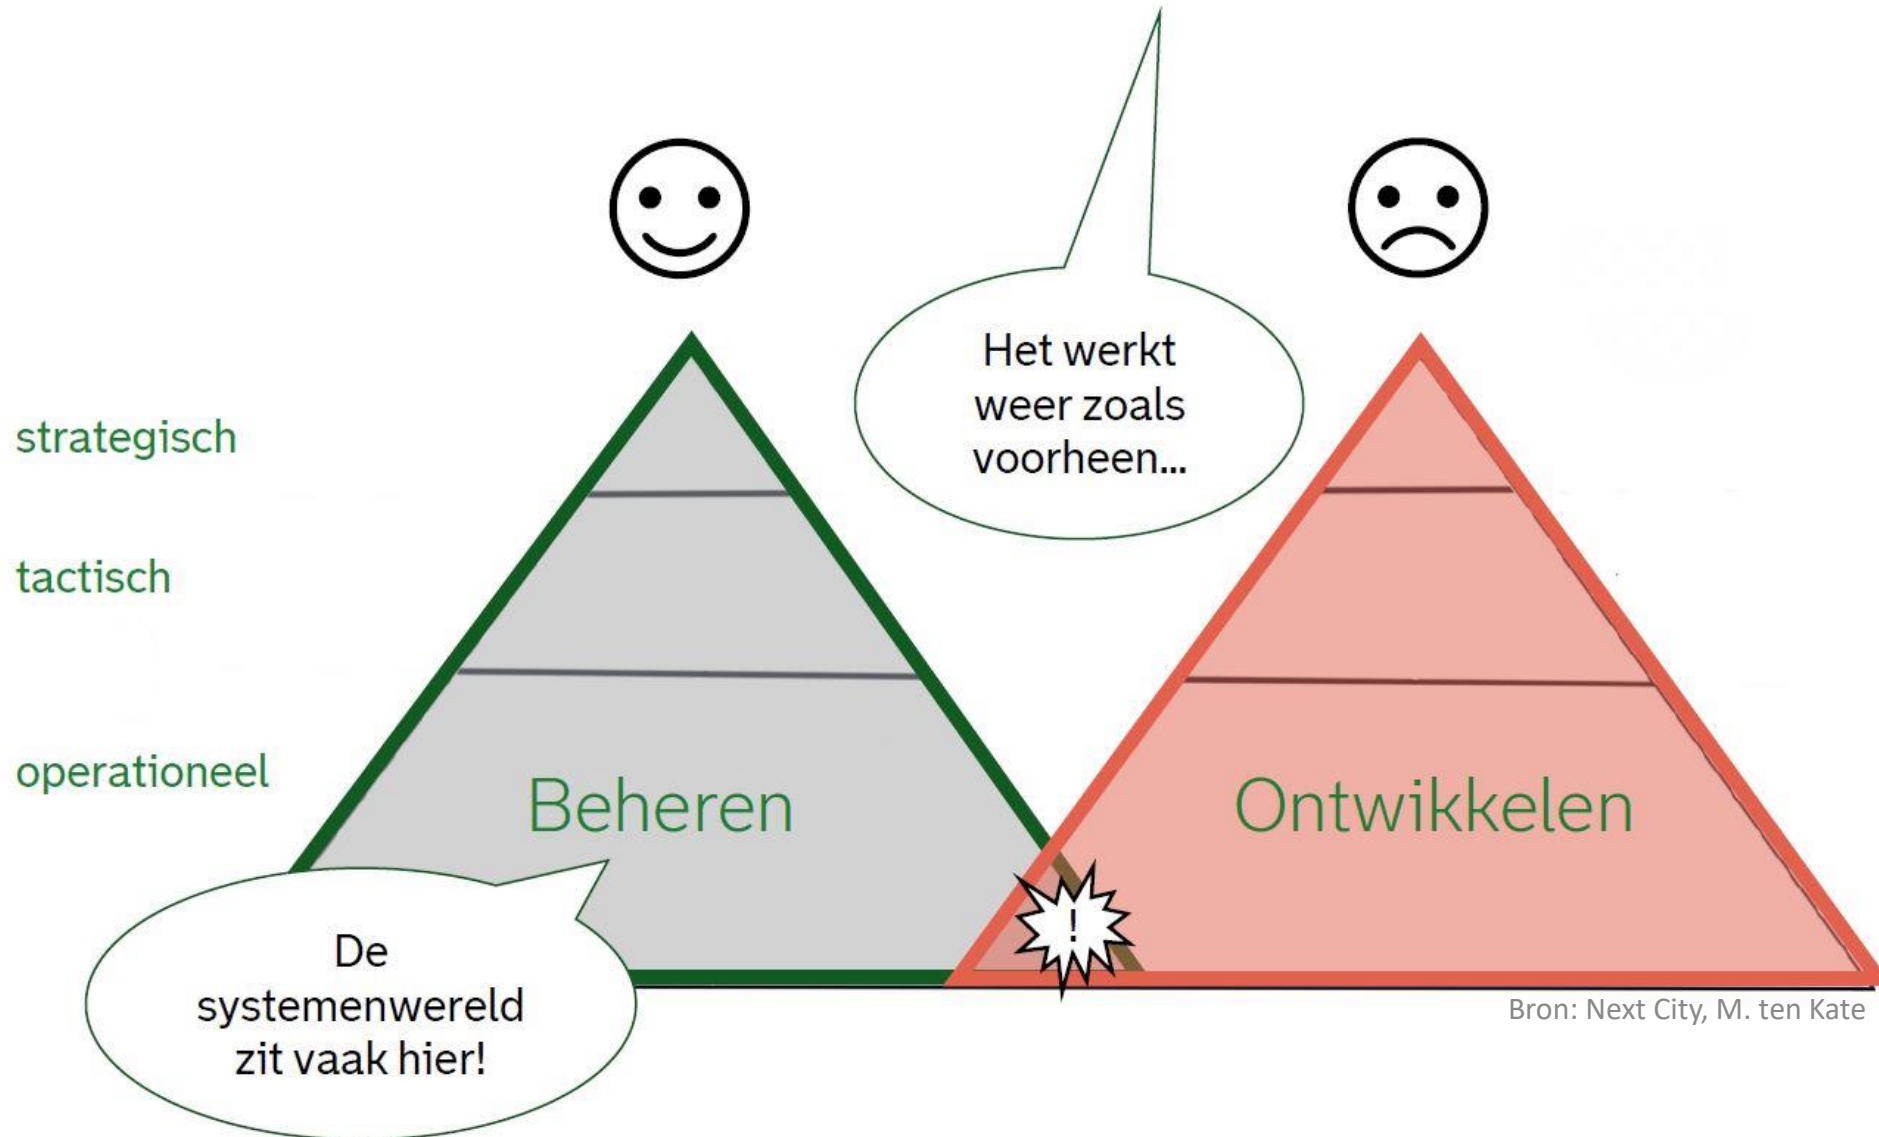 Het werkt
weer zoals
voorheen...
strategisch
tactisch
operationeel
Beheren
Ontwikkelen
!
De
systemenwereld
zit vaak hier!
Bron: Next City, M. ten Kate